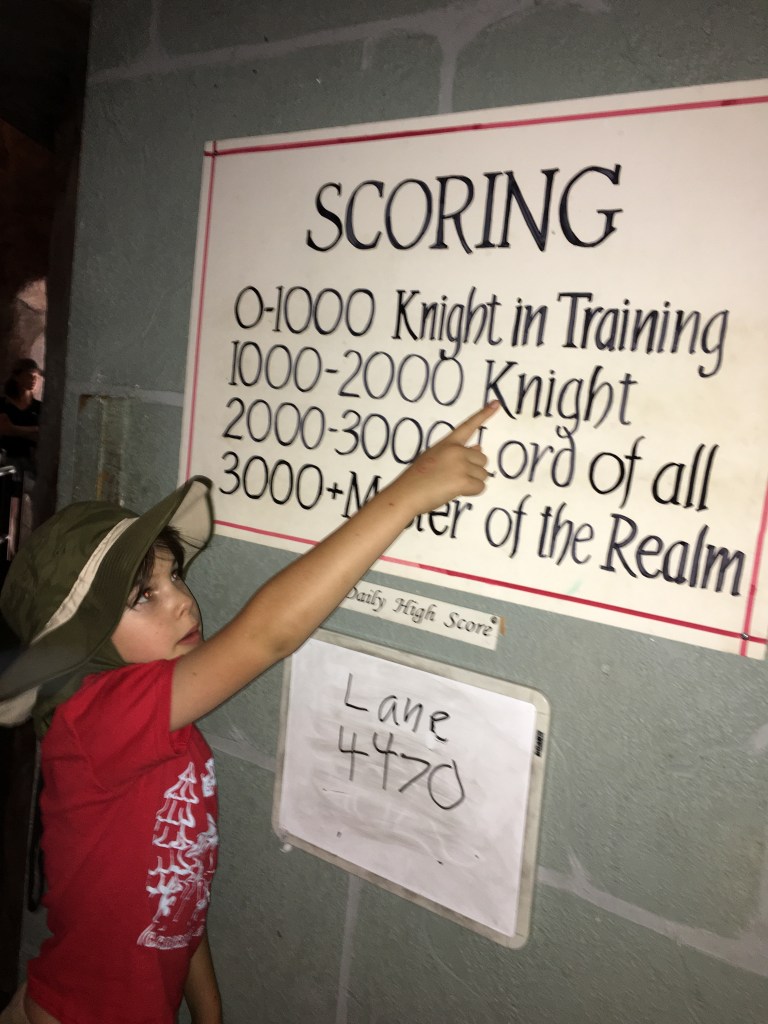 SCORING
0-1000 Knight in Training
1000-2000 Knight
2000-3000 Lord of all
3000+ of the Realm
Daily High Score
Lane
4470